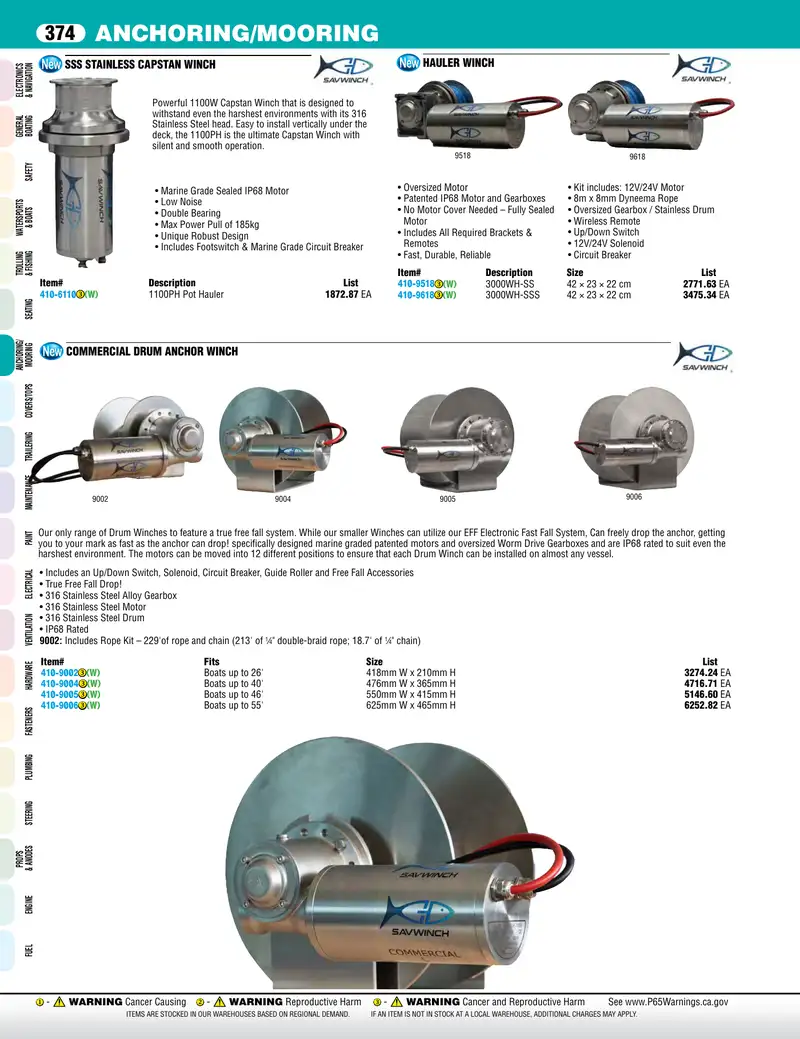 374 ANCHORING/MOORING
ELECTRONICS
& NAVIGATION
GENERAL
BOATING
SAFETY
WATERSPORTS
& BOATS
TROLLING
& FISHING
SEATING
ANCHORING/
MOORING
COVERS/TOPS
TRAILERING
MAINTENANCE
PAINT
ELECTRICAL
VENTILATION
HARDWARE
FASTENERS
PLUMBING
STEERING
PROPS
& ANODES
ENGINE
FUEL
New SSS STAINLESS CAPSTAN WINCH
SAVWINCH
SAVWINCH
Powerful 1100W Capstan Winch that is designed to
withstand even the harshest environments with its 316
Stainless Steel head. Easy to install vertically under the
deck, the 1100PH is the ultimate Capstan Winch with
silent and smooth operation.
• Marine Grade Sealed IP68 Motor
• Low Noise
• Double Bearing
• Max Power Pull of 185kg
• Unique Robust Design
• Includes Footswitch & Marine Grade Circuit Breaker
Item# Description List
410-6110 3 (W) 1100PH Pot Hauler 1872.87 EA
New HAULER WINCH
SAVWINCH
9518
9618
• Oversized Motor
• Patented IP68 Motor and Gearboxes
• No Motor Cover Needed – Fully Sealed
Motor
• Includes All Required Brackets &
Remotes
• Fast, Durable, Reliable
• Kit includes: 12V/24V Motor
• 8m x 8mm Dyneema Rope
• Oversized Gearbox / Stainless Drum
• Wireless Remote
• Up/Down Switch
• 12V/24V Solenoid
• Circuit Breaker
Item# Description Size List
410-9518 3 (W) 3000WH-SS 42 × 23 × 22 cm 2771.63 EA
410-9618 3 (W) 3000WH-SSS 42 × 23 × 22 cm 3475.34 EA
New COMMERCIAL DRUM ANCHOR WINCH
SAVWINCH
9002
9004
9005
9006
Our only range of Drum Winches to feature a true free fall system. While our smaller Winches can utilize our EFF Electronic Fast Fall System, Can freely drop the anchor, getting
you to your mark as fast as the anchor can drop! specifically designed marine graded patented motors and oversized Worm Drive Gearboxes and are IP68 rated to suit even the
harshest environment. The motors can be moved into 12 different positions to ensure that each Drum Winch can be installed on almost any vessel.
• Includes an Up/Down Switch, Solenoid, Circuit Breaker, Guide Roller and Free Fall Accessories
• True Free Fall Drop!
• 316 Stainless Steel Alloy Gearbox
• 316 Stainless Steel Motor
• 316 Stainless Steel Drum
• IP68 Rated
9002: Includes Rope Kit – 229'of rope and chain (213' of ¼" double-braid rope; 18.7' of ¼" chain)
Item# Fits Size List
410-9002 3 (W) Boats up to 26' 418mm W x 210mm H 3274.24 EA
410-9004 3 (W) Boats up to 40' 476mm W x 365mm H 4716.71 EA
410-9005 3 (W) Boats up to 46' 550mm W x 415mm H 5146.60 EA
410-9006 3 (W) Boats up to 55' 625mm W x 465mm H 6252.82 EA
SAVWINCH
SAVWINCH
COMMERCIAL
1 - WARNING Cancer Causing 2 - WARNING Reproductive Harm 3 - WARNING Cancer and Reproductive Harm See www.P65Warnings.ca.gov
ITEMS ARE STOCKED IN OUR WAREHOUSES BASED ON REGIONAL DEMAND. IF AN ITEM IS NOT IN STOCK AT A LOCAL WAREHOUSE, ADDITIONAL CHARGES MAY APPLY.